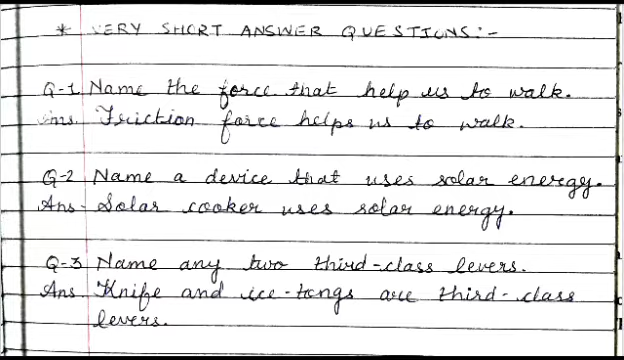 * VERY SHORT ANSWER QUESTIONS:-
Q-1 Name the force that help us to walk.
Ans. Friction force helps us to walk.
Q-2 Name a device that uses solar energy.
Ans- Solar cooker uses solar energy.
Q-3 Name any two third-class levers.
Ans. Knife and ice-tongs are third-class
levers.